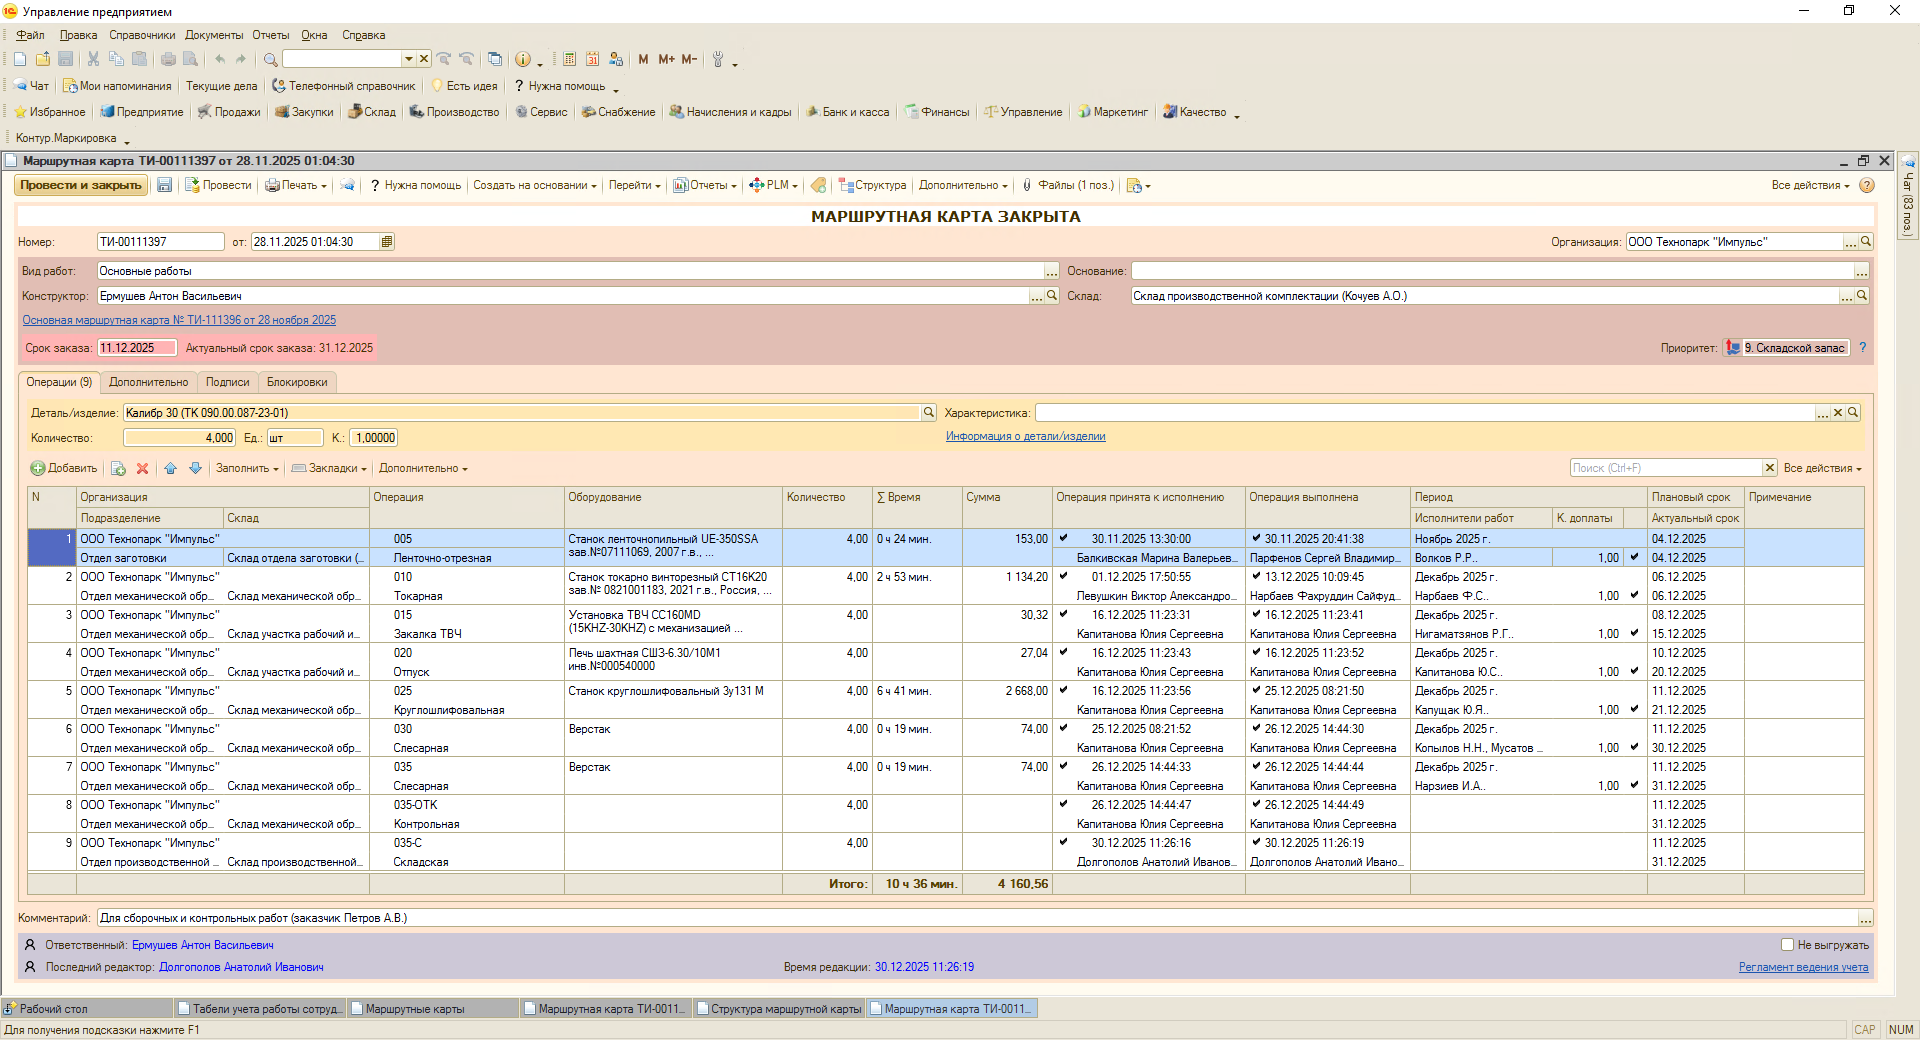 Управление предприятием
Файл Правка Справочники Документы Отчеты Окна Справка
M M+ M-
Чат Мои напоминания Текущие дела Телефонный справочник Есть идея ? Нужна помощь
Избранное Предприятие Продажи Закупки Склад Производство Сервис Снабжение Начисления и кадры Банк и касса Финансы Управление Маркетинг Качество
Контур.Маркировка
Маршрутная карта ТИ-00111397 от 28.11.2025 01:04:30
Чат (83 поз.)
Провести и закрыть Провести Печать ? Нужна помощь Создать на основании Перейти Отчеты PLM Структура Дополнительно Файлы (1 поз.) Все действия
МАРШРУТНАЯ КАРТА ЗАКРЫТА
Номер: ТИ-00111397 от: 28.11.2025 01:04:30 Организация: ООО Технопарк "Импульс"
Вид работ: Основные работы Основание:
Конструктор: Ермушев Антон Васильевич Склад: Склад производственной комплектации (Кочуев А.О.)
Основная маршрутная карта № ТИ-111396 от 28 ноября 2025
Срок заказа: 11.12.2025 Актуальный срок заказа: 31.12.2025 Приоритет: 9. Складской запас ?
Операции (9) Дополнительно Подписи Блокировки
Деталь/изделие: Калибр 30 (ТК 090.00.087-23-01) Характеристика:
Количество: 4,000 Ед.: шт К.: 1,00000 Информация о детали/изделии
Добавить Заполнить Закладки Дополнительно Поиск (Ctrl+F) Все действия
N Организация Операция Оборудование Количество ∑ Время Сумма Операция принята к исполнению Операция выполнена Период Плановый срок Примечание
Подразделение Склад Исполнители работ К. доплаты Актуальный срок
1 ООО Технопарк "Импульс" 005 Станок ленточнопильный UE-350SSA 4,00 0 ч 24 мин. 153,00 30.11.2025 13:30:00 30.11.2025 20:41:38 Ноябрь 2025 г. 04.12.2025
Отдел заготовки Склад отдела заготовки (... Ленточно-отрезная зав.№07111069, 2007 г.в., ... Балкивская Марина Валерьев... Парфенов Сергей Владимир... Волков Р.Р.. 1,00 04.12.2025
2 ООО Технопарк "Импульс" 010 Станок токарно винторезный СТ16К20 4,00 2 ч 53 мин. 1 134,20 01.12.2025 17:50:55 13.12.2025 10:09:45 Декабрь 2025 г. 06.12.2025
Отдел механической обр... Склад механической обр... Токарная зав.№ 0821001183, 2021 г.в., Россия, ... Левушкин Виктор Александро... Нарбаев Фахруддин Сайфуд... Нарбаев Ф.С.. 1,00 06.12.2025
3 ООО Технопарк "Импульс" 015 Установка ТВЧ СС160MD 4,00 30,32 16.12.2025 11:23:31 16.12.2025 11:23:41 Декабрь 2025 г. 08.12.2025
Отдел механической обр... Склад участка рабочий и... Закалка ТВЧ (15KHZ-30KHZ) с механизацией ... Капитанова Юлия Сергеевна Капитанова Юлия Сергеевна Нигаматзянов Р.Г.. 1,00 15.12.2025
4 ООО Технопарк "Импульс" 020 Печь шахтная СШЗ-6.30/10М1 4,00 27,04 16.12.2025 11:23:43 16.12.2025 11:23:52 Декабрь 2025 г. 10.12.2025
Отдел механической обр... Склад участка рабочий и... Отпуск инв.№000540000 Капитанова Юлия Сергеевна Капитанова Юлия Сергеевна Капитанова Ю.С.. 1,00 20.12.2025
5 ООО Технопарк "Импульс" 025 Станок круглошлифовальный 3у131 М 4,00 6 ч 41 мин. 2 668,00 16.12.2025 11:23:56 25.12.2025 08:21:50 Декабрь 2025 г. 11.12.2025
Отдел механической обр... Склад механической обр... Круглошлифовальная Капитанова Юлия Сергеевна Капитанова Юлия Сергеевна Капущак Ю.Я.. 1,00 21.12.2025
6 ООО Технопарк "Импульс" 030 Верстак 4,00 0 ч 19 мин. 74,00 25.12.2025 08:21:52 26.12.2025 14:44:30 Декабрь 2025 г. 11.12.2025
Отдел механической обр... Склад механической обр... Слесарная Капитанова Юлия Сергеевна Капитанова Юлия Сергеевна Копылов Н.Н., Мусатов ... 1,00 30.12.2025
7 ООО Технопарк "Импульс" 035 Верстак 4,00 0 ч 19 мин. 74,00 26.12.2025 14:44:33 26.12.2025 14:44:44 Декабрь 2025 г. 11.12.2025
Отдел механической обр... Склад механической обр... Слесарная Капитанова Юлия Сергеевна Капитанова Юлия Сергеевна Нарзиев И.А.. 1,00 31.12.2025
8 ООО Технопарк "Импульс" 035-ОТК 4,00 26.12.2025 14:44:47 26.12.2025 14:44:49 11.12.2025
Отдел механической обр... Склад механической обр... Контрольная Капитанова Юлия Сергеевна Капитанова Юлия Сергеевна 31.12.2025
9 ООО Технопарк "Импульс" 035-С 4,00 30.12.2025 11:26:16 30.12.2025 11:26:19 11.12.2025
Отдел производственной ... Склад производственной... Складская Долгополов Анатолий Иванов... Долгополов Анатолий Ивано... 31.12.2025
Итого: 10 ч 36 мин. 4 160,56
Комментарий: Для сборочных и контрольных работ (заказчик Петров А.В.)
Ответственный: Ермушев Антон Васильевич Не выгружать
Последний редактор: Долгополов Анатолий Иванович Время редакции: 30.12.2025 11:26:19 Регламент ведения учета
Рабочий стол Табели учета работы сотруд... Маршрутные карты Маршрутная карта ТИ-0011... Структура маршрутной карты Маршрутная карта ТИ-0011...
Для получения подсказки нажмите F1 CAP NUM